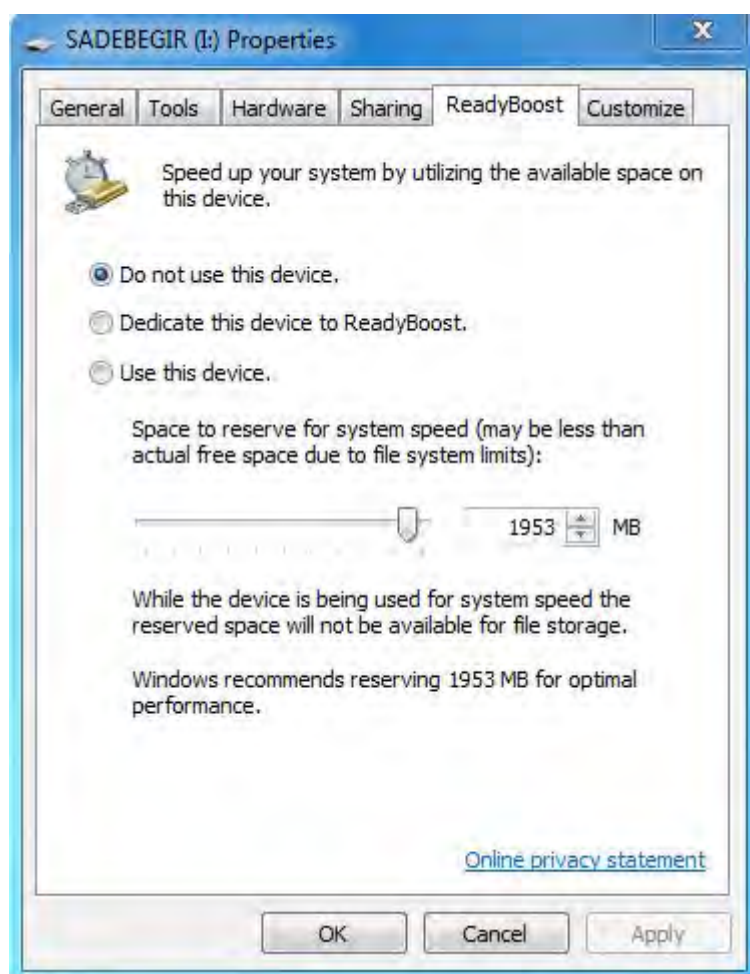 SADEBEGIR (I:) Properties
General Tools Hardware Sharing ReadyBoost Customize
Speed up your system by utilizing the available space on
this device.
Do not use this device.
Dedicate this device to ReadyBoost.
Use this device.
Space to reserve for system speed (may be less than
actual free space due to file system limits):
1953 MB
While the device is being used for system speed the
reserved space will not be available for file storage.
Windows recommends reserving 1953 MB for optimal
performance.
Online privacy statement
OK Cancel Apply